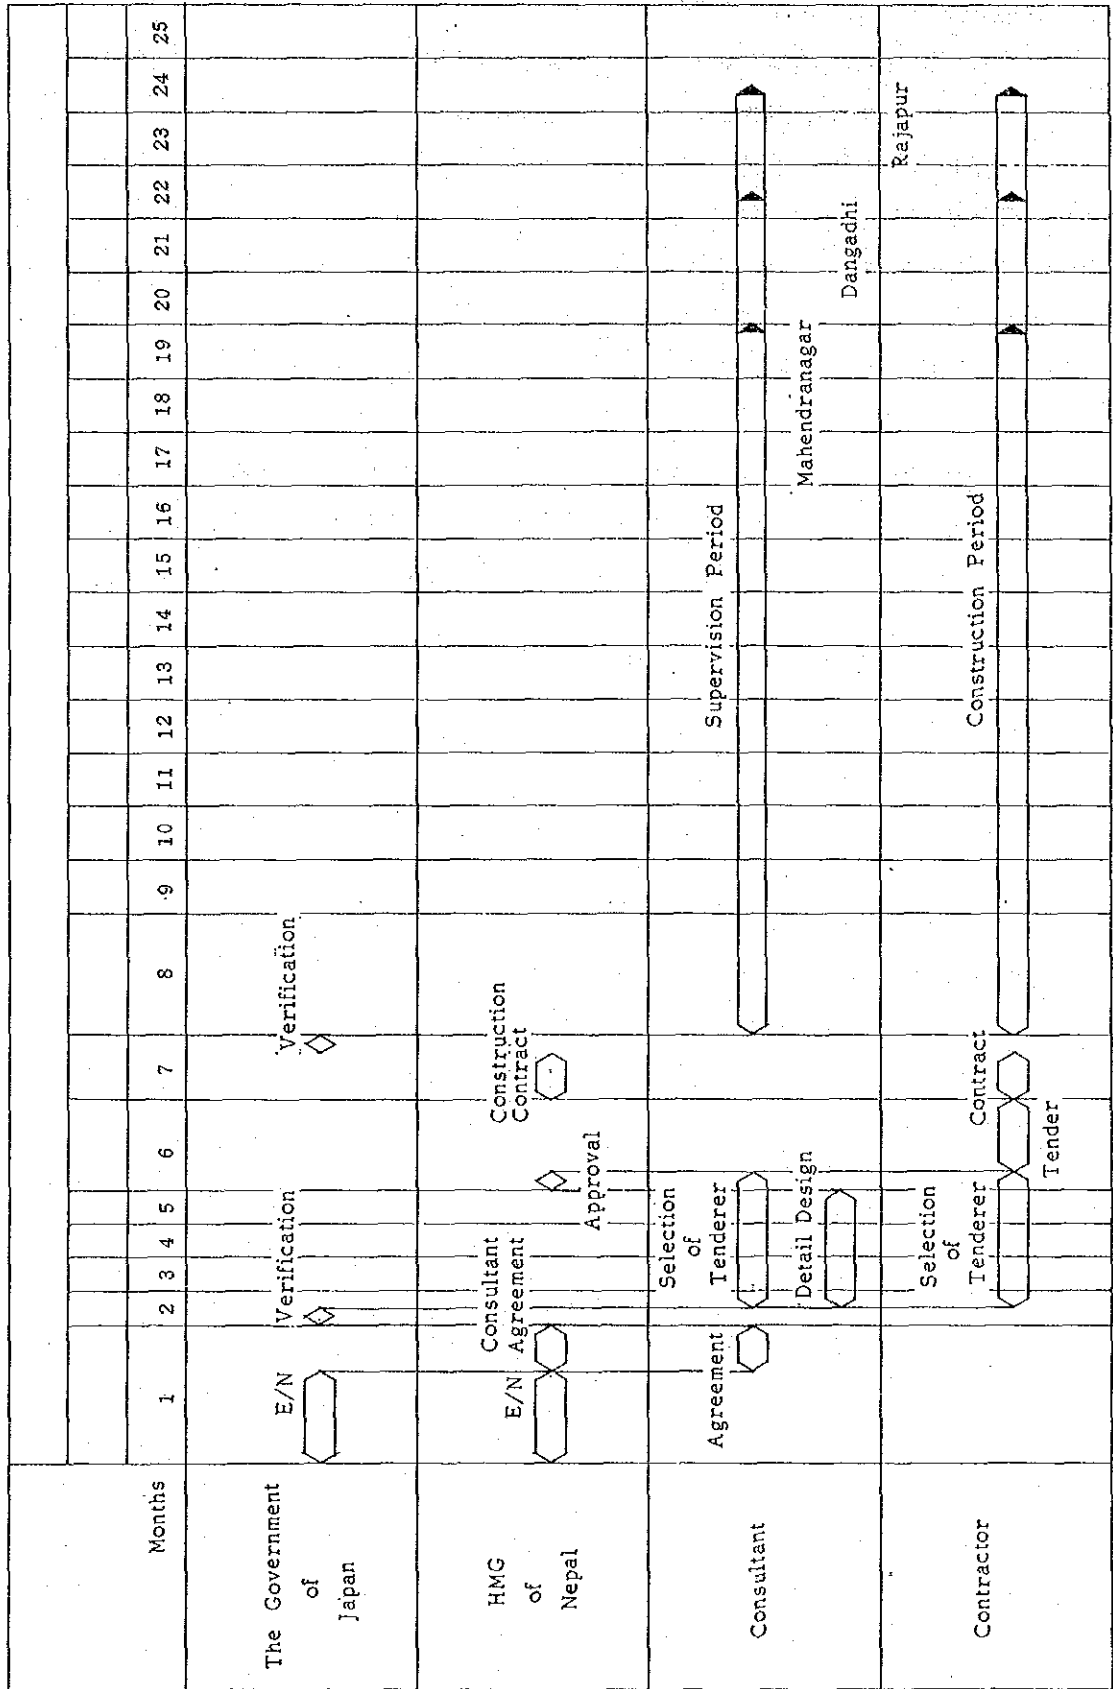 Months 1 2 3 4 5 6 7 8 9 10 11 12 13 14 15 16 17 18 19 20 21 22 23 24 25
The Government
of
Japan
E/N
Verification
Verification
HMG
of
Nepal
E/N
Consultant
Agreement
Approval
Construction
Contract
Consultant
Agreement
Selection
of
Tenderer
Detail Design
Supervision Period
Mahendranagar
Dangadhi
Rajapur
Contractor
Selection
of
Tenderer
Tender
Contract
Construction Period